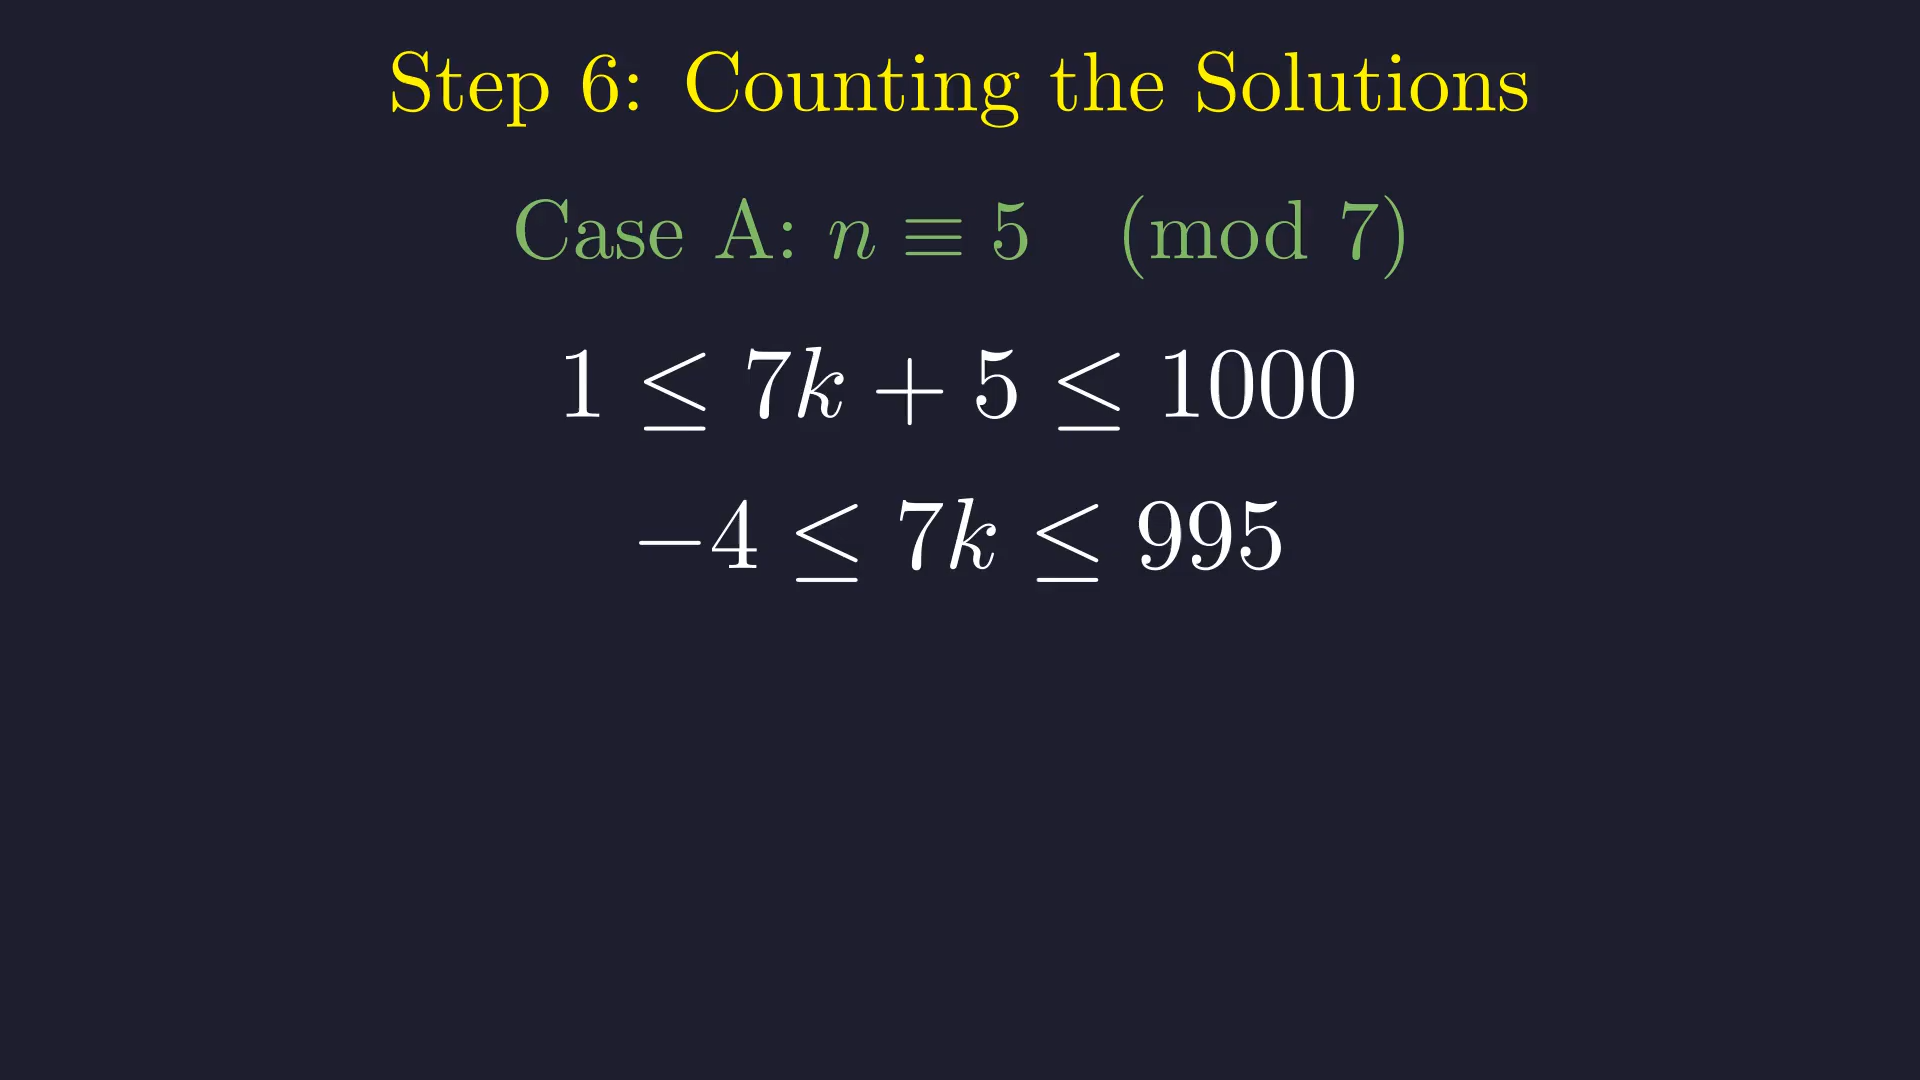 Step 6: Counting the Solutions
Case A: n ≡ 5 (mod 7)
1 ≤ 7k + 5 ≤ 1000
−4 ≤ 7k ≤ 995